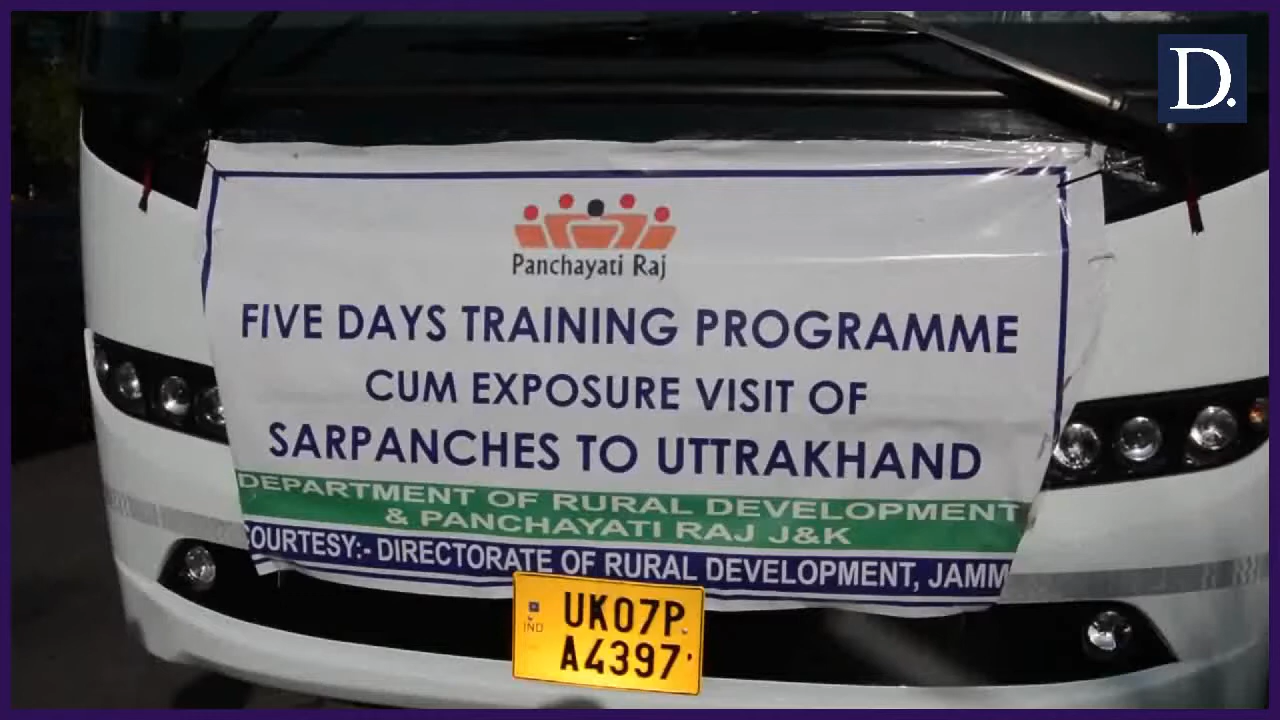 D.
Panchayati Raj
FIVE DAYS TRAINING PROGRAMME
CUM EXPOSURE VISIT OF
SARPANCHES TO UTTRAKHAND
DEPARTMENT OF RURAL DEVELOPMENT
& PANCHAYATI RAJ J&K
COURTESY:- DIRECTORATE OF RURAL DEVELOPMENT, JAMM
IND
UK07P
A4397